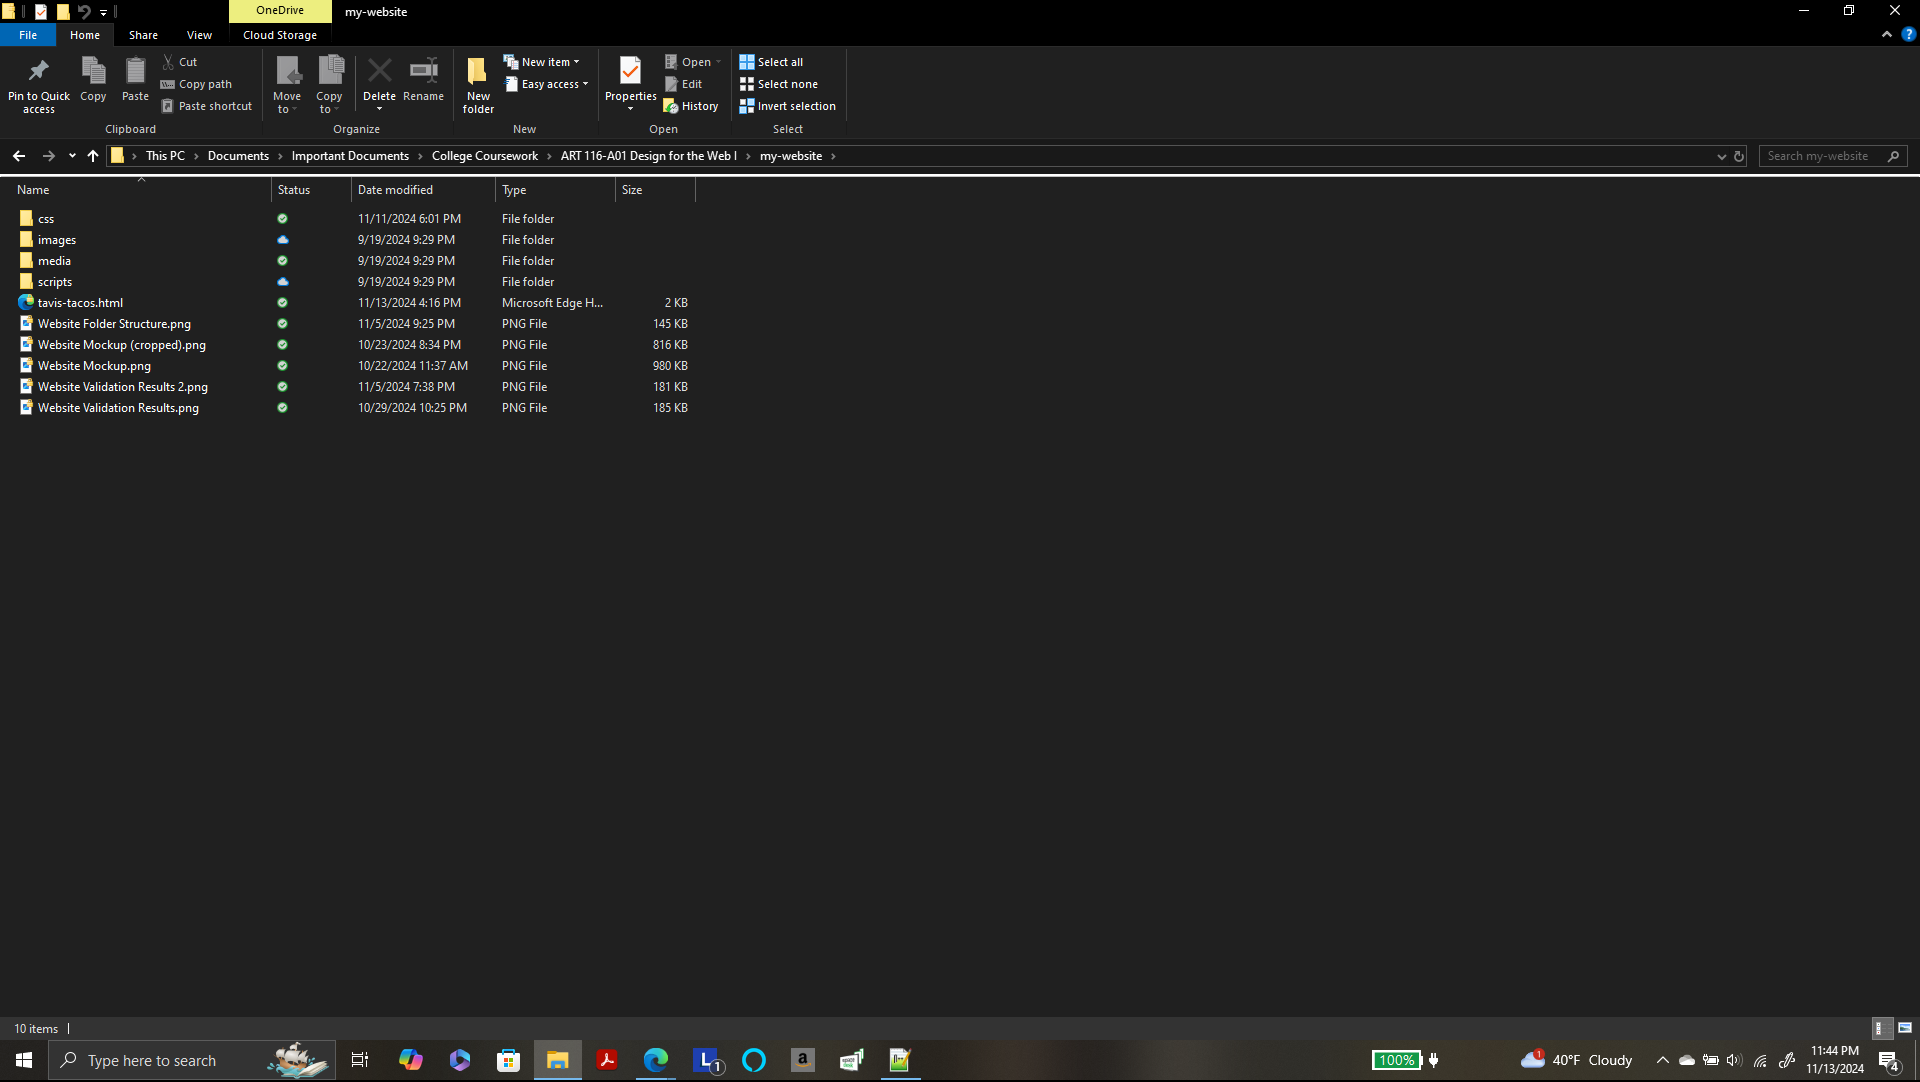 OneDrive
my-website
File
Home
Share
View
Cloud Storage
Pin to Quick access
Copy
Paste
Cut
Copy path
Paste shortcut
Clipboard
Move to
Copy to
Delete
Rename
Organize
New folder
New item
Easy access
New
Properties
Open
Edit
History
Open
Select all
Select none
Invert selection
Select
This PC > Documents > Important Documents > College Coursework > ART 116-A01 Design for the Web I > my-website >
Search my-website
Name Status Date modified Type Size
css 11/11/2024 6:01 PM File folder
images 9/19/2024 9:29 PM File folder
media 9/19/2024 9:29 PM File folder
scripts 9/19/2024 9:29 PM File folder
tavis-tacos.html 11/13/2024 4:16 PM Microsoft Edge H... 2 KB
Website Folder Structure.png 11/5/2024 9:25 PM PNG File 145 KB
Website Mockup (cropped).png 10/23/2024 8:34 PM PNG File 816 KB
Website Mockup.png 10/22/2024 11:37 AM PNG File 980 KB
Website Validation Results 2.png 11/5/2024 7:38 PM PNG File 181 KB
Website Validation Results.png 10/29/2024 10:25 PM PNG File 185 KB
10 items
Type here to search
L 1
a
100%
1
40°F Cloudy
11:44 PM
11/13/2024
4